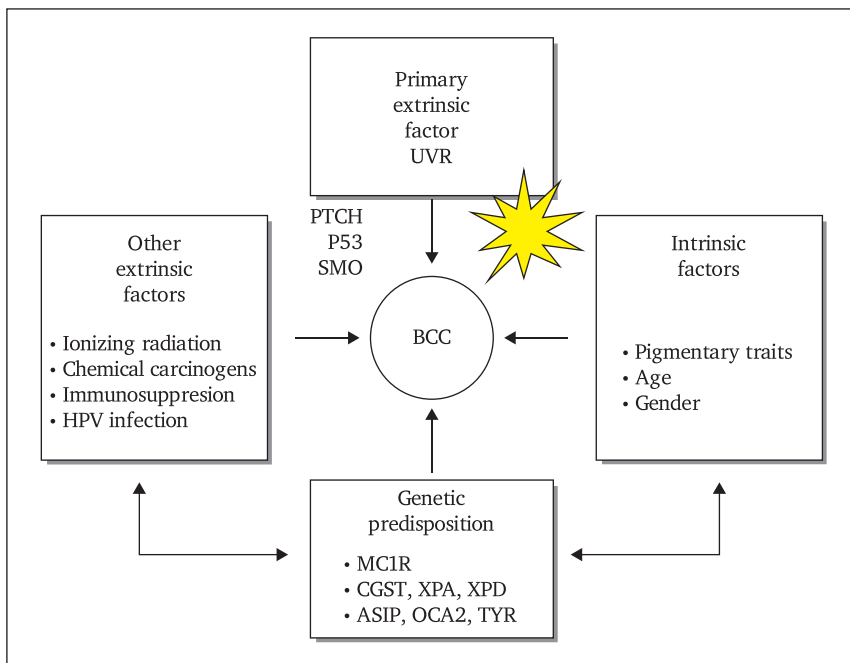 Primary
extrinsic
factor
UVR
PTCH
P53
SMO
Other
extrinsic
factors
• Ionizing radiation
• Chemical carcinogens
• Immunosuppresion
• HPV infection
BCC
Intrinsic
factors
• Pigmentary traits
• Age
• Gender
Genetic
predisposition
• MC1R
• CGST, XPA, XPD
• ASIP, OCA2, TYR